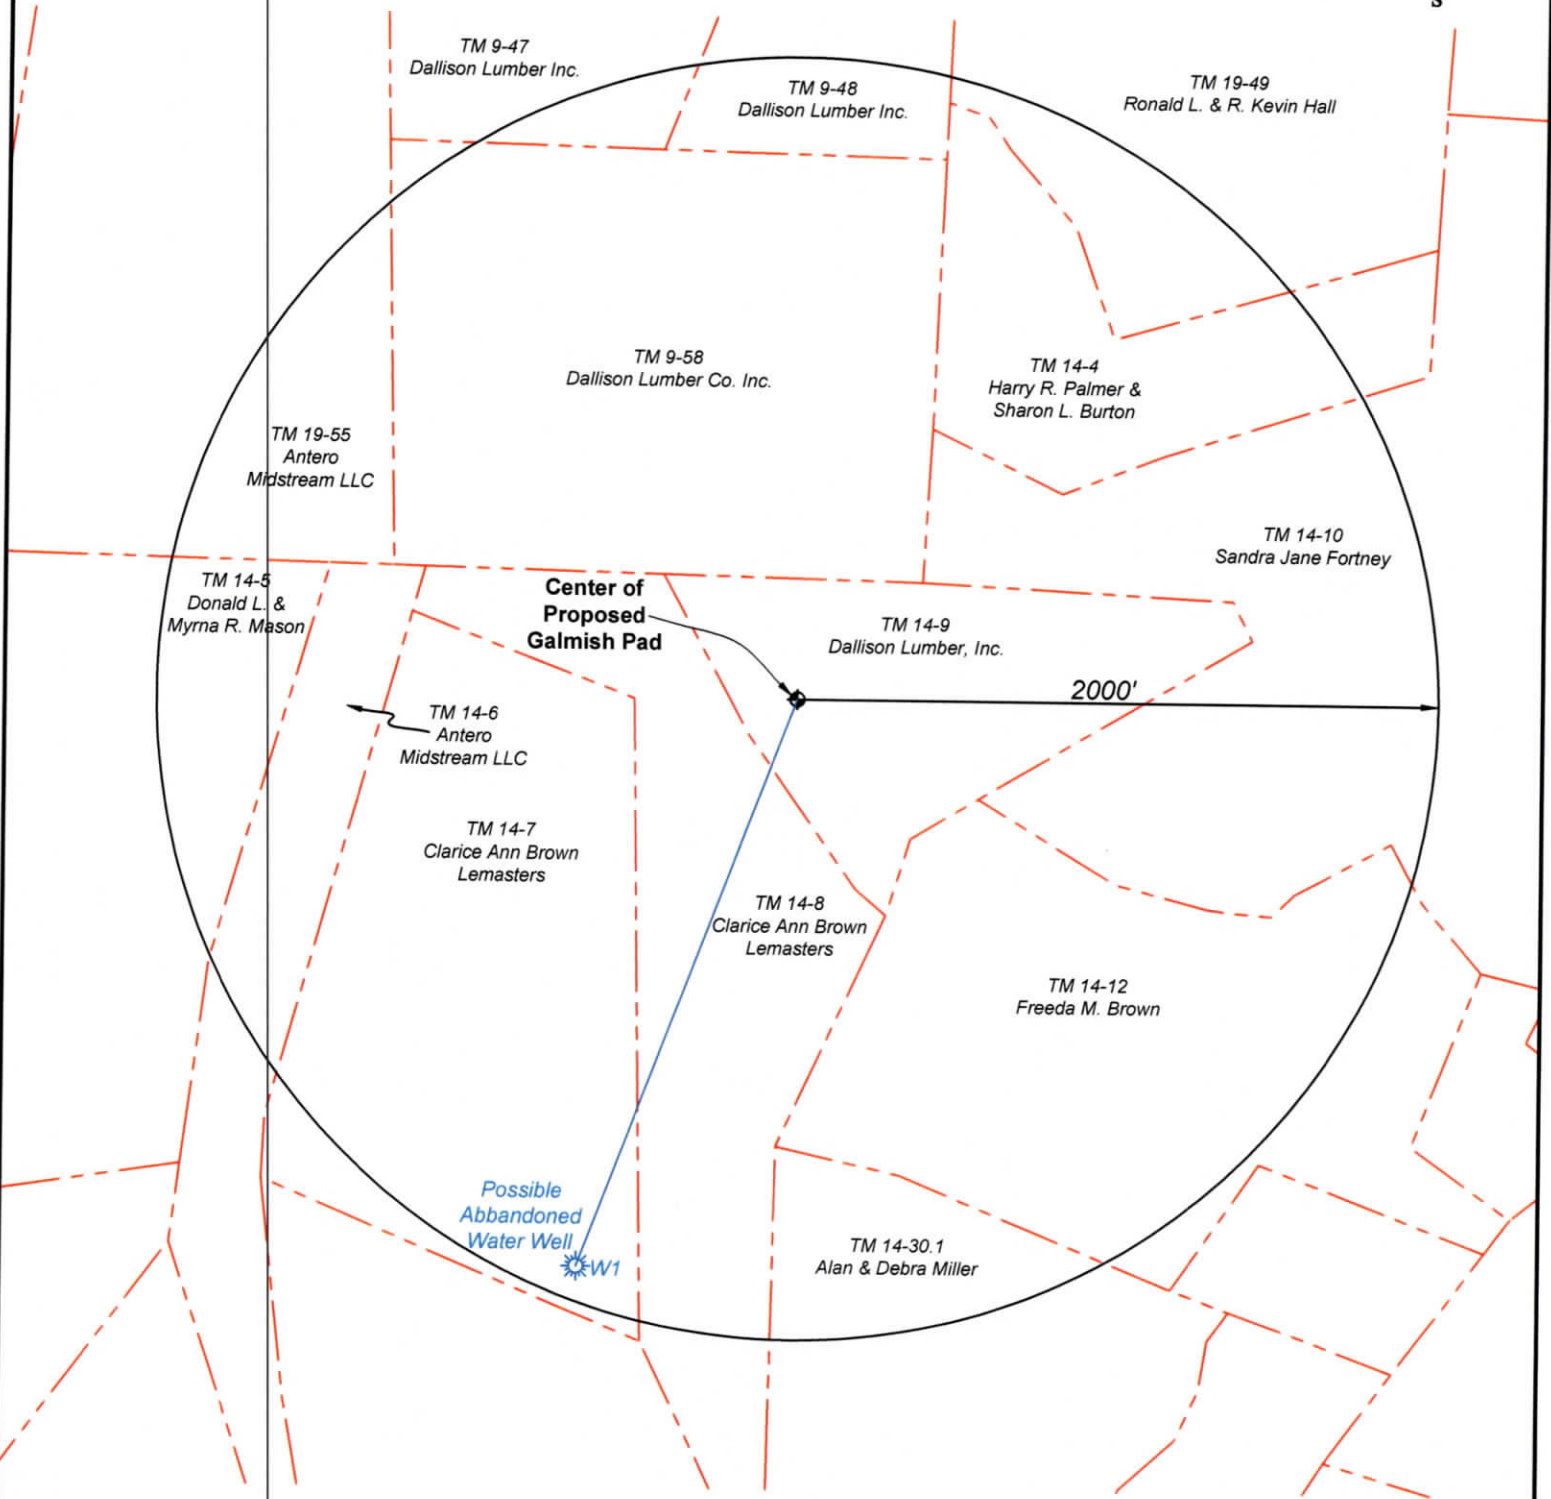 S
TM 9-47
Dallison Lumber Inc.
TM 9-48
Dallison Lumber Inc.
TM 19-49
Ronald L. & R. Kevin Hall
TM 9-58
Dallison Lumber Co. Inc.
TM 14-4
Harry R. Palmer &
Sharon L. Burton
TM 19-55
Antero
Midstream LLC
TM 14-10
Sandra Jane Fortney
TM 14-5
Donald L. &
Myrna R. Mason
Center of
Proposed
Galmish Pad
TM 14-9
Dallison Lumber, Inc.
2000'
TM 14-6
Antero
Midstream LLC
TM 14-7
Clarice Ann Brown
Lemasters
TM 14-8
Clarice Ann Brown
Lemasters
TM 14-12
Freeda M. Brown
Possible
Abbandoned
Water Well
W1
TM 14-30.1
Alan & Debra Miller